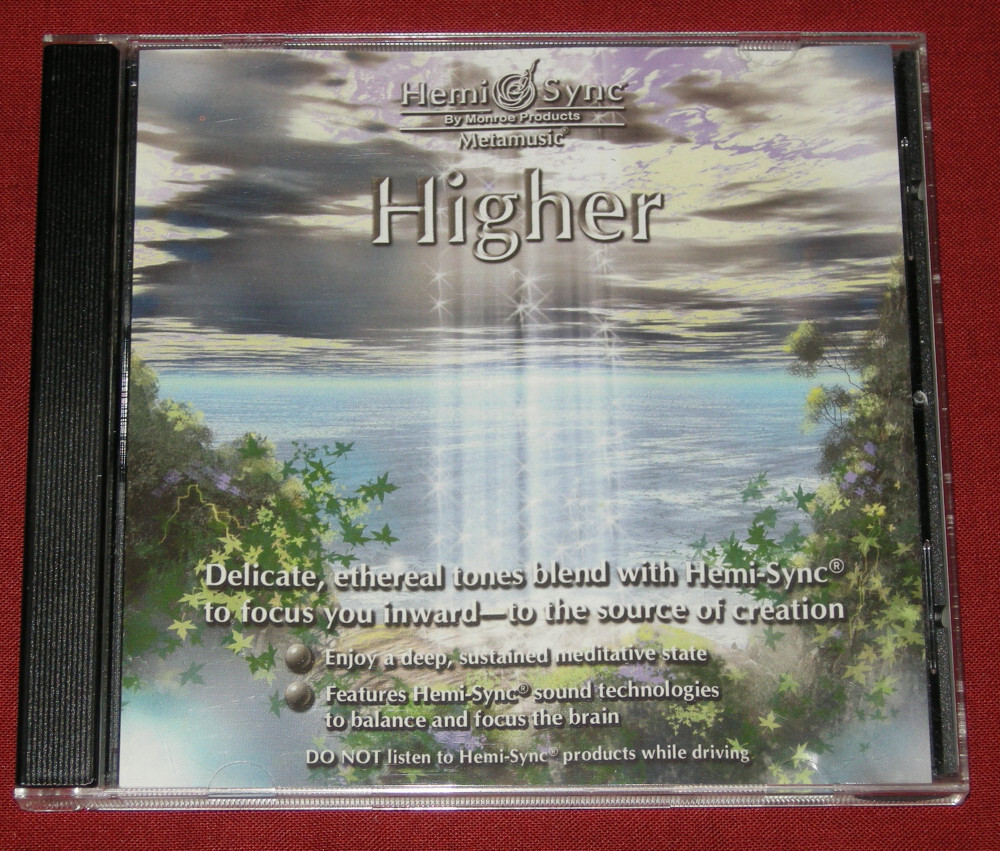 Hemi Sync®
By Monroe Products
Metamusic®
Higher
Delicate, ethereal tones blend with Hemi-Sync®
to focus you inward—to the source of creation
Enjoy a deep, sustained meditative state
Features Hemi-Sync® sound technologies
to balance and focus the brain
DO NOT listen to Hemi-Sync® products while driving